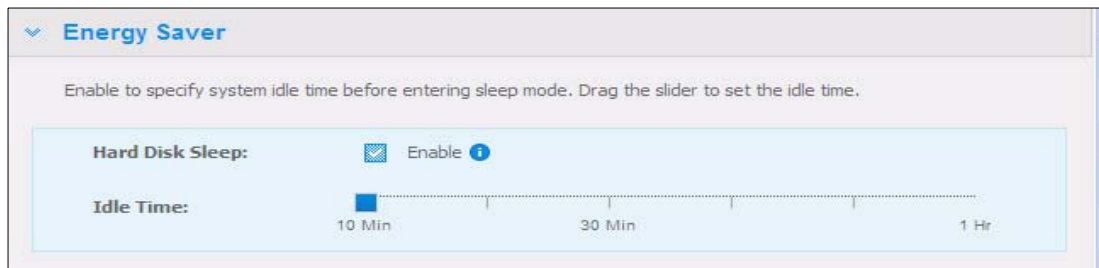 Energy Saver
Enable to specify system idle time before entering sleep mode. Drag the slider to set the idle time.
Hard Disk Sleep: Enable i
Idle Time:
10 Min 30 Min 1 Hr